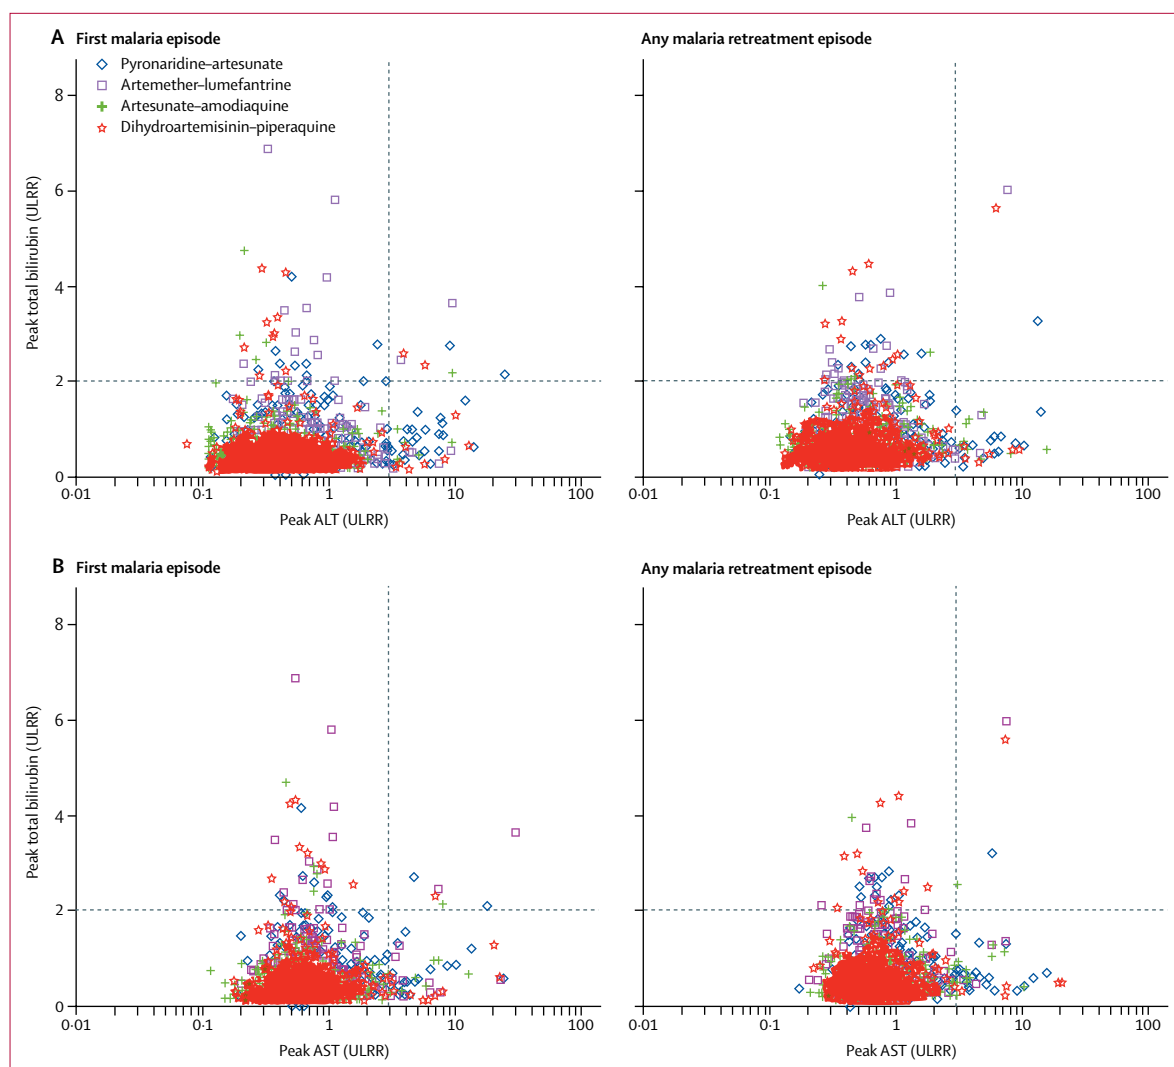 A First malaria episode
Pyronaridine–artesunate
Artemether–lumefantrine
Artesunate–amodiaquine
Dihydroartemisinin–piperaquine
Peak total bilirubin (ULRR)
8
6
4
2
0
0·01 0·1 1 10 100
Peak ALT (ULRR)
Any malaria retreatment episode
0·01 0·1 1 10 100
Peak ALT (ULRR)
B First malaria episode
Peak total bilirubin (ULRR)
8
6
4
2
0
0·01 0·1 1 10 100
Peak AST (ULRR)
Any malaria retreatment episode
0·01 0·1 1 10 100
Peak AST (ULRR)